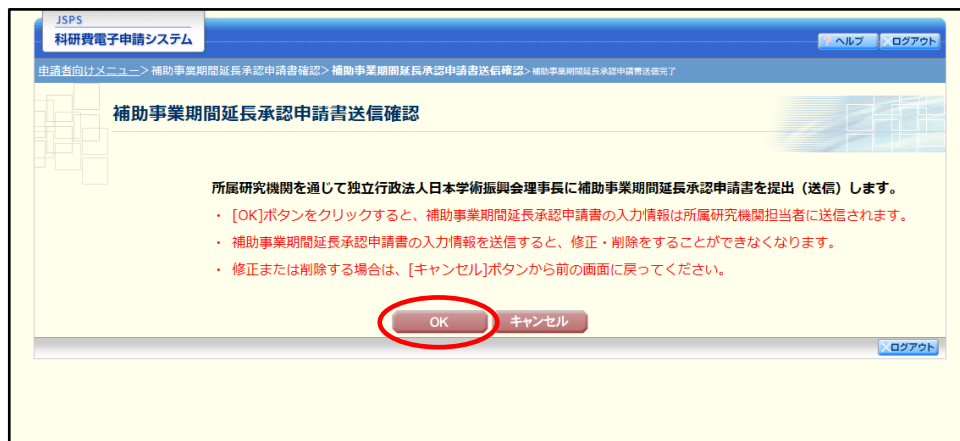 JSPS
科研費電子申請システム
? ヘルプ ×ログアウト
申請者向けメニュー>補助事業期間延長承認申請書確認>補助事業期間延長承認申請書送信確認>補助事業期間延長承認申請書送信完了
補助事業期間延長承認申請書送信確認
所属研究機関を通じて独立行政法人日本学術振興会理事長に補助事業期間延長承認申請書を提出（送信）します。
・ [OK]ボタンをクリックすると、補助事業期間延長承認申請書の入力情報は所属研究機関担当者に送信されます。
・ 補助事業期間延長承認申請書の入力情報を送信すると、修正・削除をすることができなくなります。
・ 修正または削除する場合は、[キャンセル]ボタンから前の画面に戻ってください。
OK キャンセル
×ログアウト